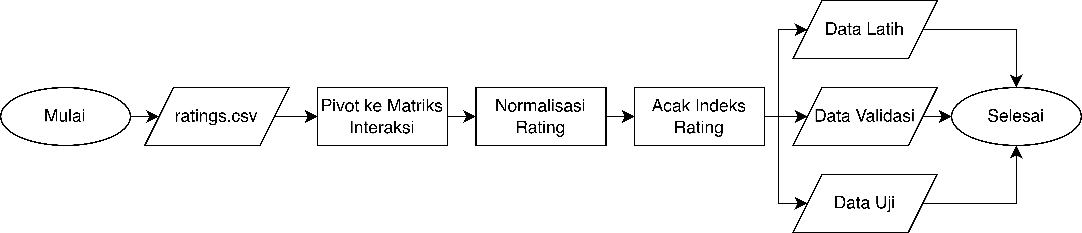 Mulai
ratings.csv
Pivot ke Matriks
Interaksi
Normalisasi
Rating
Acak Indeks
Rating
Data Latih
Data Validasi
Data Uji
Selesai